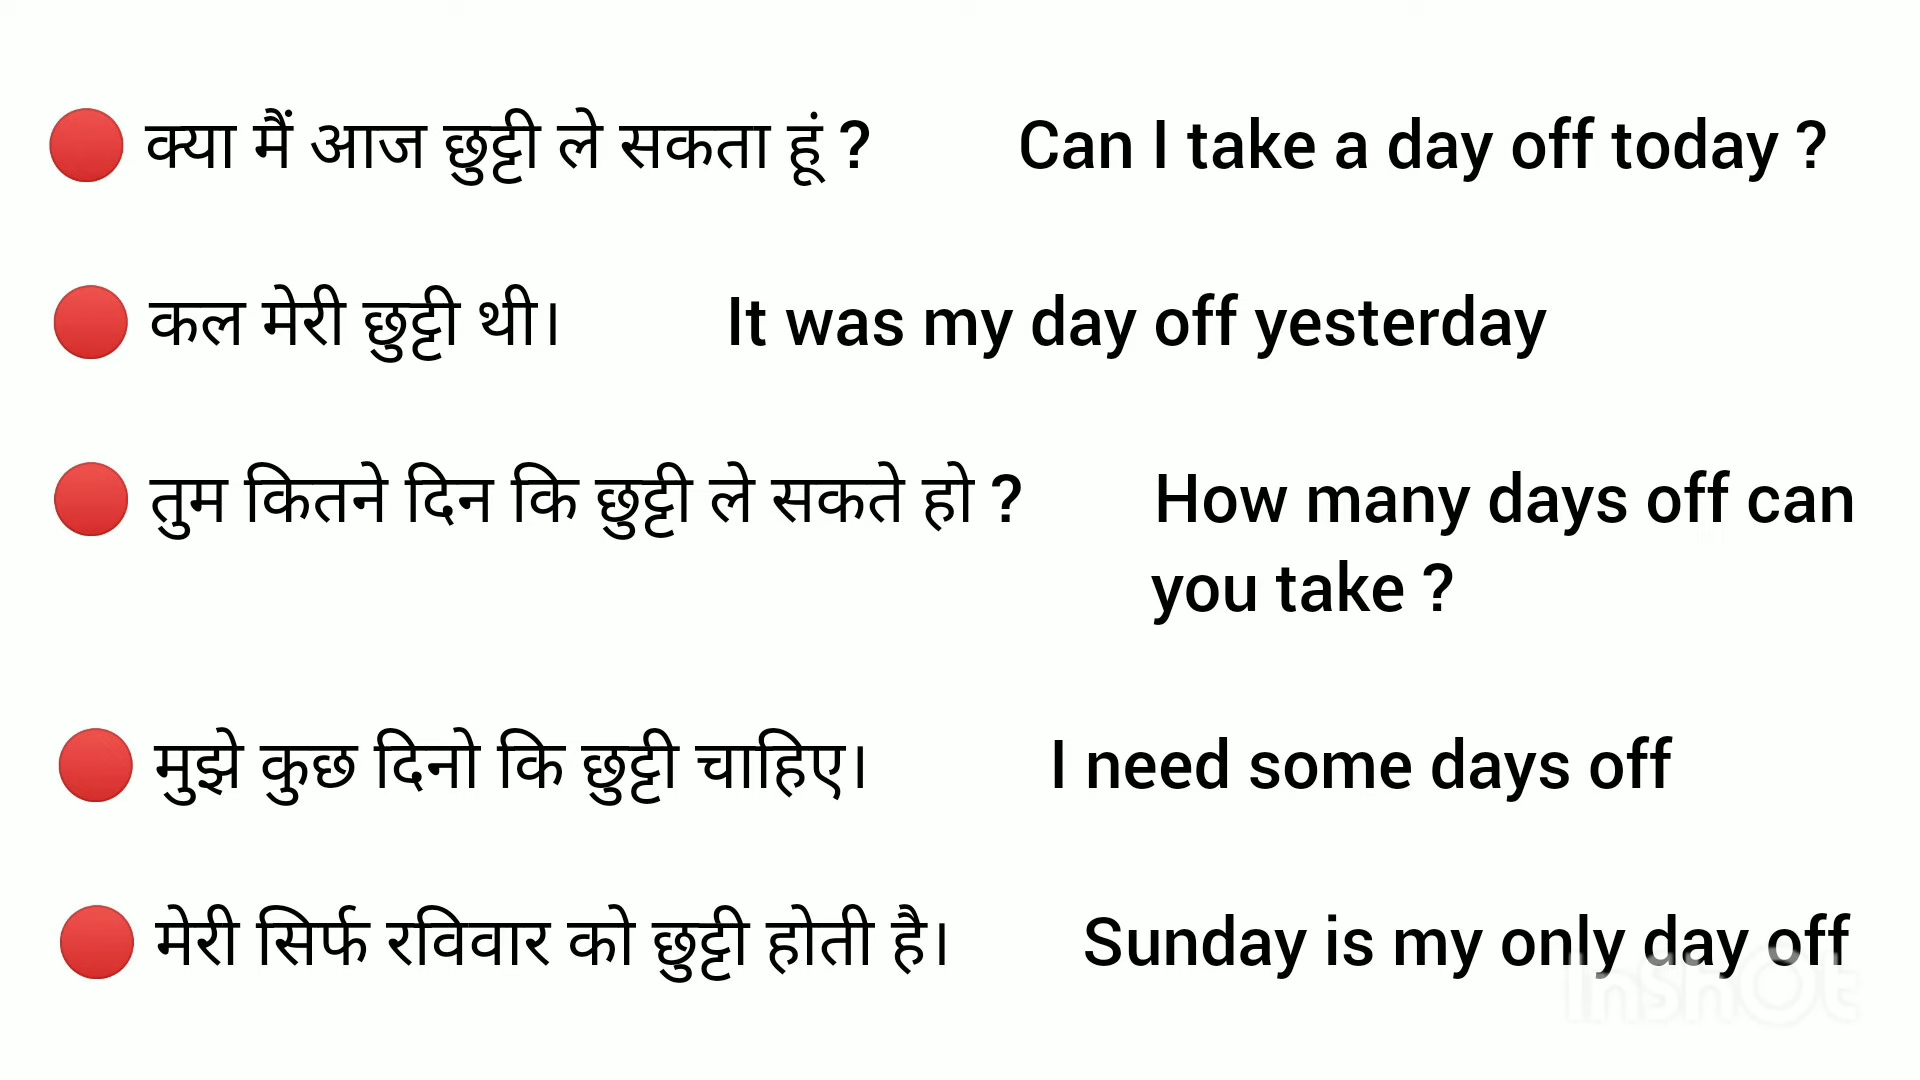 क्या मैं आज छुट्टी ले सकता हूं ? Can I take a day off today ?
कल मेरी छुट्टी थी। It was my day off yesterday
तुम कितने दिन कि छुट्टी ले सकते हो ? How many days off can
you take ?
मुझे कुछ दिनो कि छुट्टी चाहिए। I need some days off
मेरी सिर्फ रविवार को छुट्टी होती है। Sunday is my only day off
InShOt